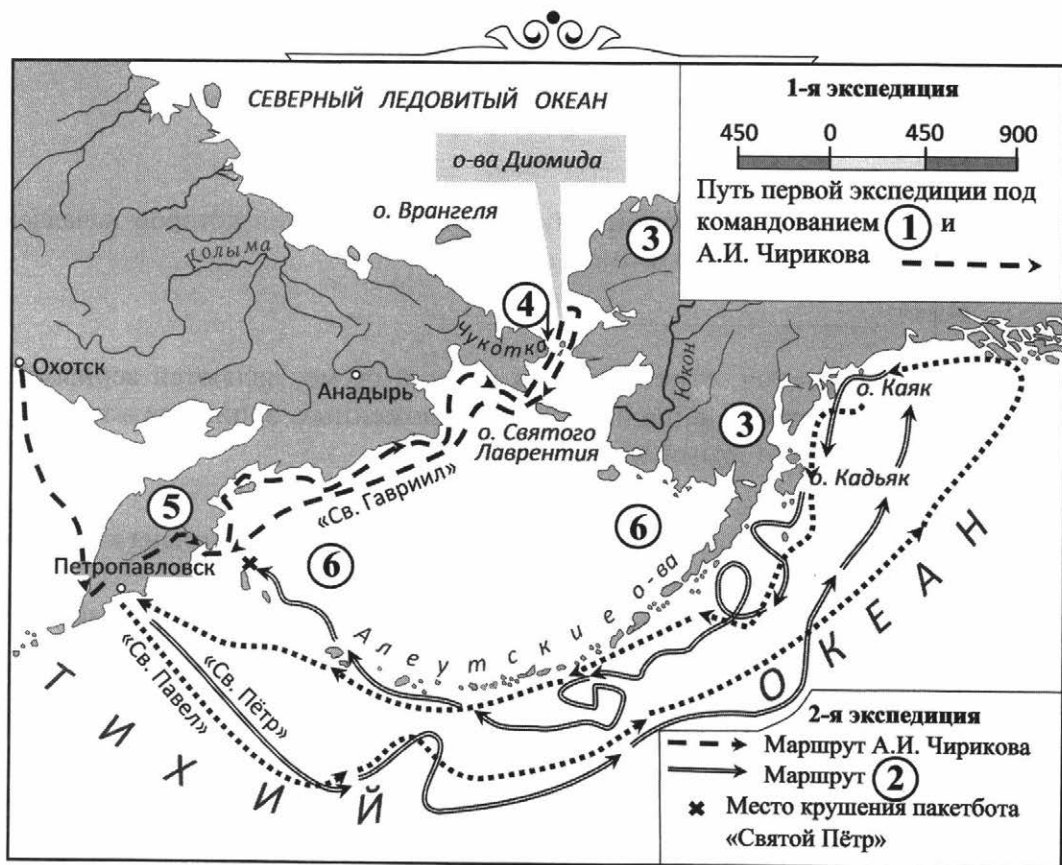 СЕВЕРНЫЙ ЛЕДОВИТЫЙ ОКЕАН
о-ва Диомида
о. Врангеля
Колыма
3
4
Чукотка
Охотск
Анадырь
Юкон
о. Каяк
о. Святого
Лаврентия
3
о. Кадьяк
«Св. Гавриил»
5
6
6
Петропавловск
Алеутские о-ва
«Св. Пётр»
«Св. Павел»
ТИХИЙ ОКЕАН
1-я экспедиция
450 0 450 900
Путь первой экспедиции под
командованием 1 и
А.И. Чирикова
2-я экспедиция
Маршрут А.И. Чирикова
Маршрут 2
Место крушения пакетбота
«Святой Пётр»